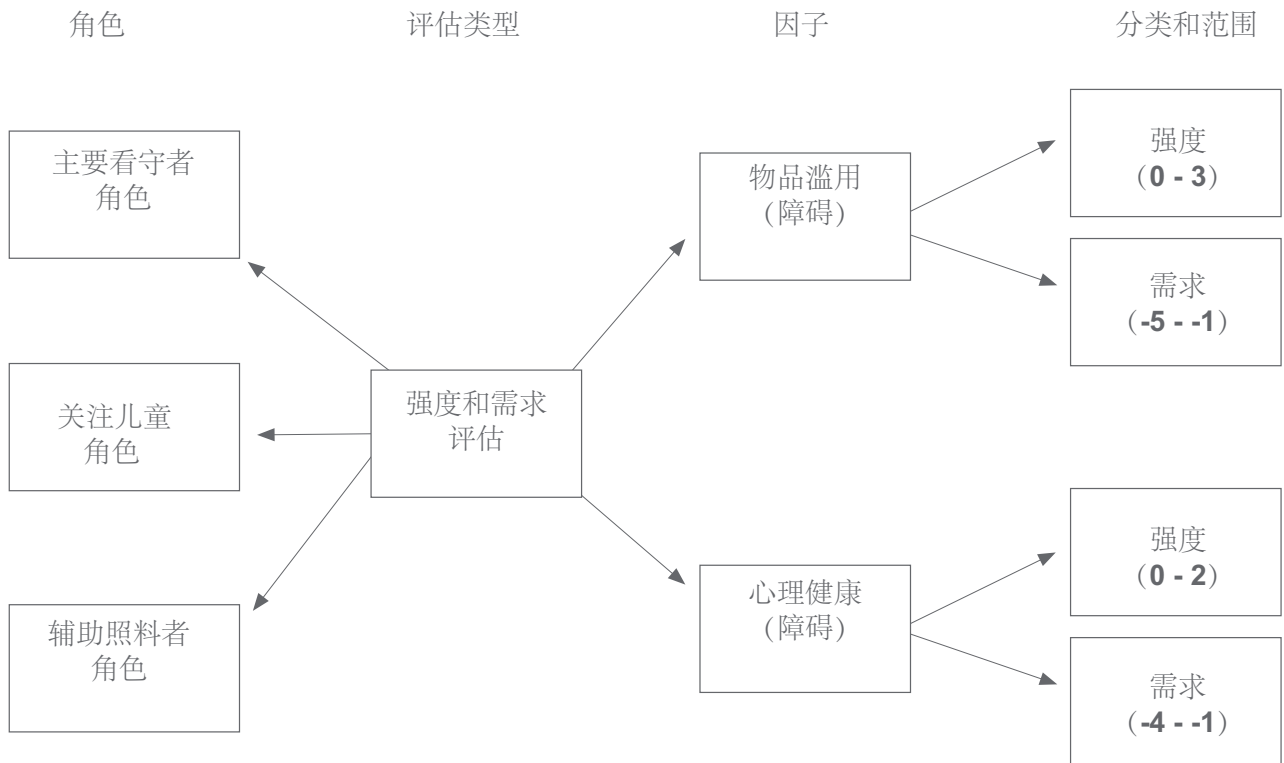 角色
评估类型
因子
分类和范围
主要看守者
角色
关注儿童
角色
辅助照料者
角色
强度和需求
评估
物品滥用
(障碍)
心理健康
(障碍)
强度
(0 - 3)
需求
(-5 - -1)
强度
(0 - 2)
需求
(-4 - -1)